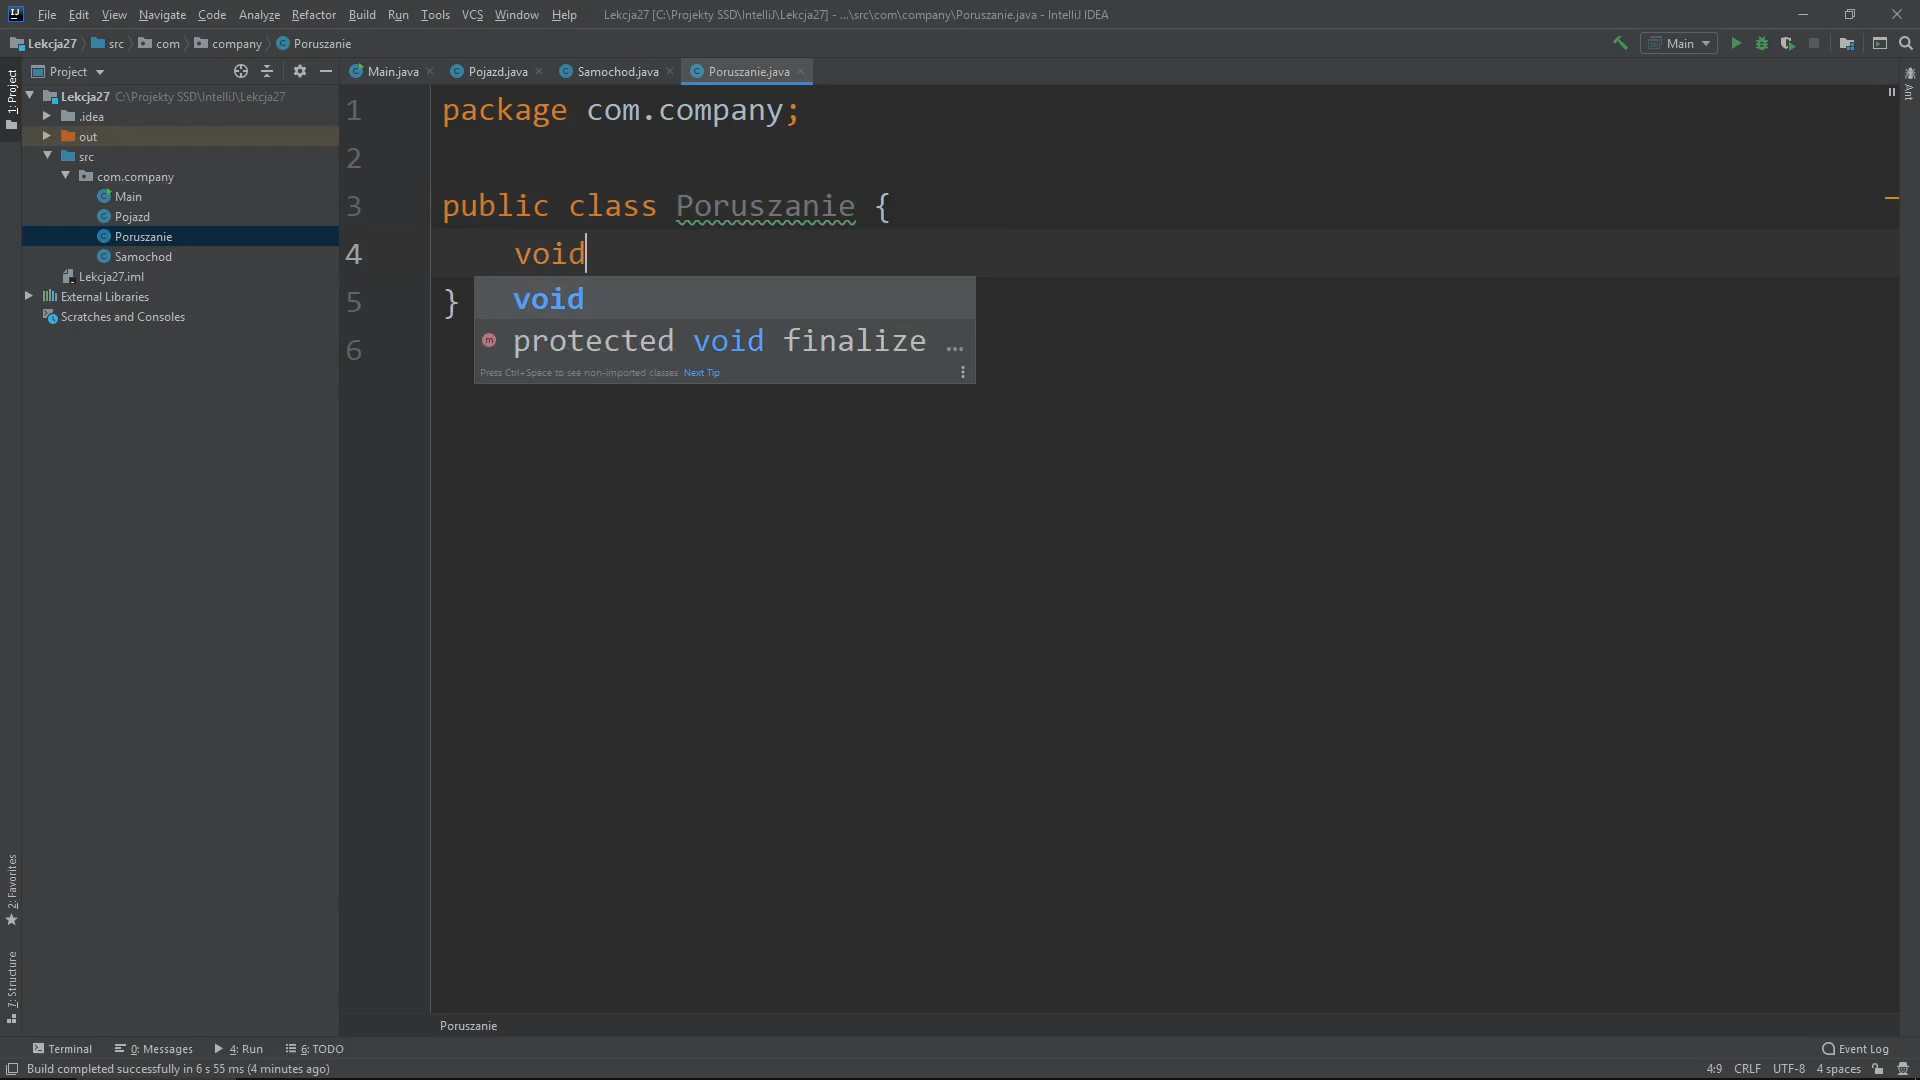 File Edit View Navigate Code Analyze Refactor Build Run Tools VCS Window Help Lekcja27 [C:\Projekty SSD\IntelliJ\Lekcja27] - ...\src\com\company\Poruszanie.java - IntelliJ IDEA
Lekcja27 src com company Poruszanie Main
Project Main.java Pojazd.java Samochod.java Poruszanie.java
1: Project
Ant
Lekcja27 C:\Projekty SSD\IntelliJ\Lekcja27
.idea
out
src
com.company
Main
Pojazd
Poruszanie
Samochod
Lekcja27.iml
External Libraries
Scratches and Consoles
1 package com.company;
2
3 public class Poruszanie {
4 void
5 }
6
void
m protected void finalize ...
Press Ctrl+Space to see non-imported classes Next Tip
2: Favorites
7: Structure
Poruszanie
Terminal 0: Messages 4: Run 6: TODO Event Log
Build completed successfully in 6 s 55 ms (4 minutes ago) 4:9 CRLF UTF-8 4 spaces